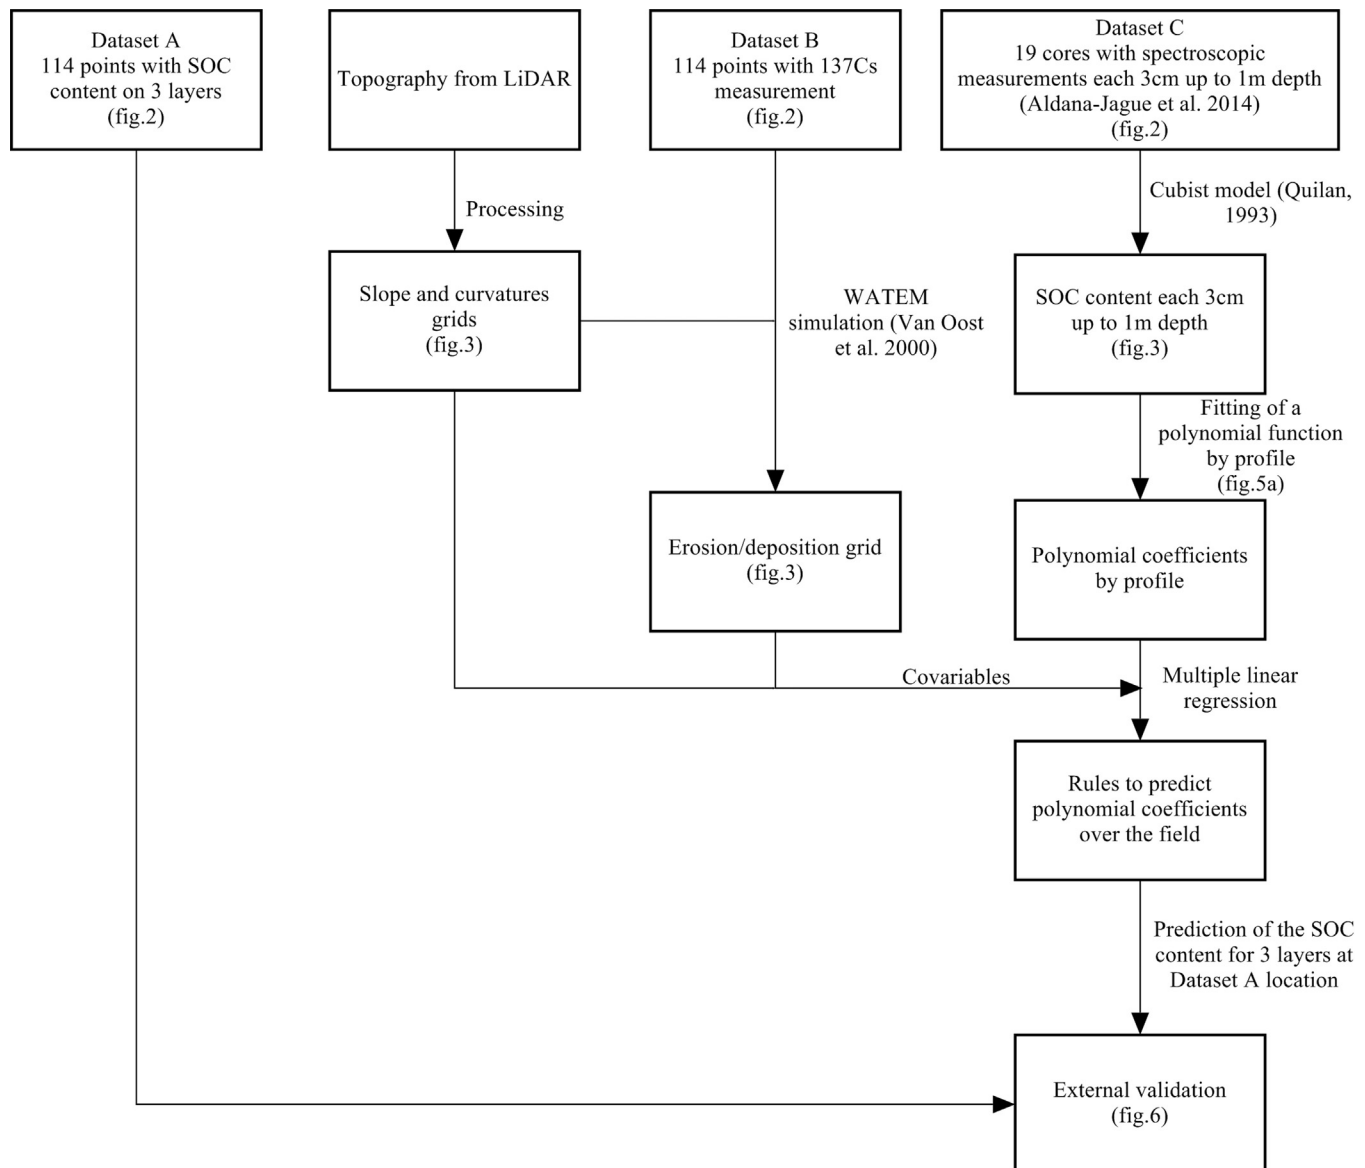 Dataset A
114 points with SOC
content on 3 layers
(fig.2)
Topography from LiDAR
Dataset B
114 points with 137Cs
measurement
(fig.2)
Dataset C
19 cores with spectroscopic
measurements each 3cm up to 1m depth
(Aldana-Jague et al. 2014)
(fig.2)
Processing
Cubist model (Quilan,
1993)
Slope and curvatures
grids
(fig.3)
WATEM
simulation (Van Oost
et al. 2000)
SOC content each 3cm
up to 1m depth
(fig.3)
Fitting of a
polynomial function
by profile
(fig.5a)
Erosion/deposition grid
(fig.3)
Polynomial coefficients
by profile
Covariables
Multiple linear
regression
Rules to predict
polynomial coefficients
over the field
Prediction of the SOC
content for 3 layers at
Dataset A location
External validation
(fig.6)